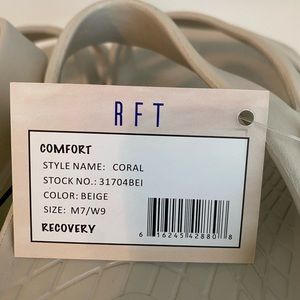 RFT
COMFORT
STYLE NAME: CORAL
STOCK NO.: 31704BEI
COLOR: BEIGE
SIZE: M7/W9
RECOVERY
6 16245 42880 8